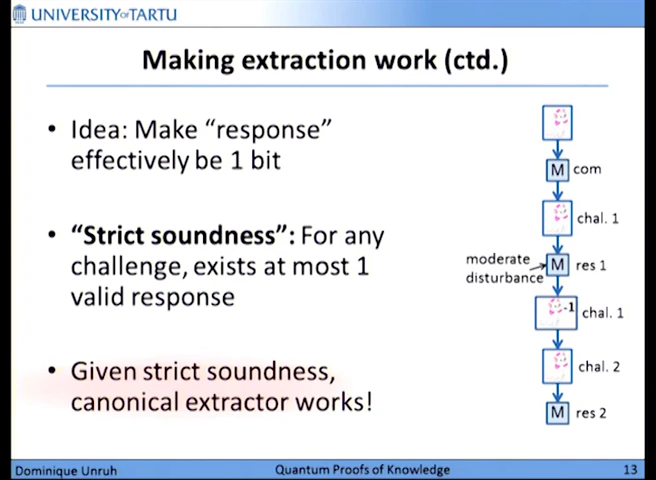 UNIVERSITY OF TARTU
Making extraction work (ctd.)
• Idea: Make “response”
effectively be 1 bit
• “Strict soundness”: For any
challenge, exists at most 1
valid response
• Given strict soundness,
canonical extractor works!
M com
chal. 1
moderate
disturbance
M res 1
-1 chal. 1
chal. 2
M res 2
Dominique Unruh
Quantum Proofs of Knowledge
13